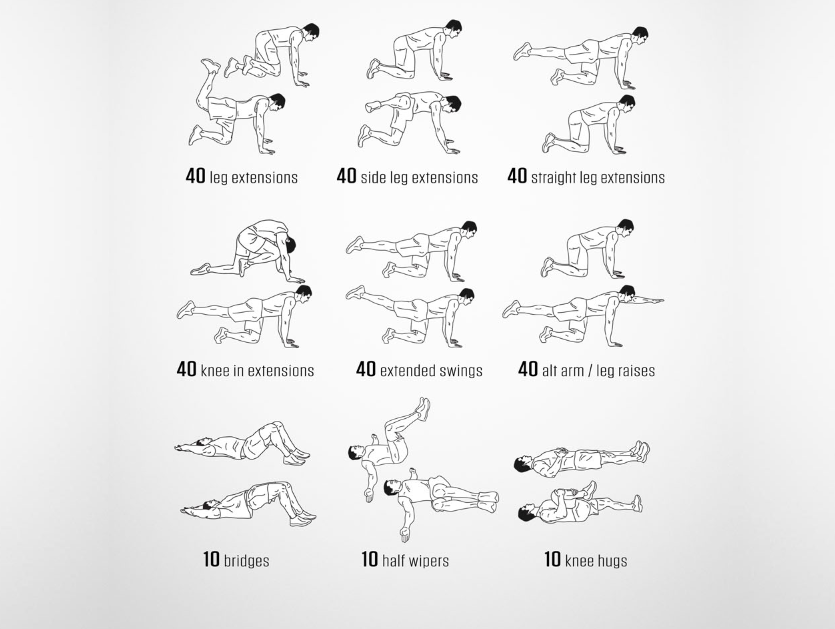 40 leg extensions
40 side leg extensions
40 straight leg extensions
40 knee in extensions
40 extended swings
40 alt arm / leg raises
10 bridges
10 half wipers
10 knee hugs